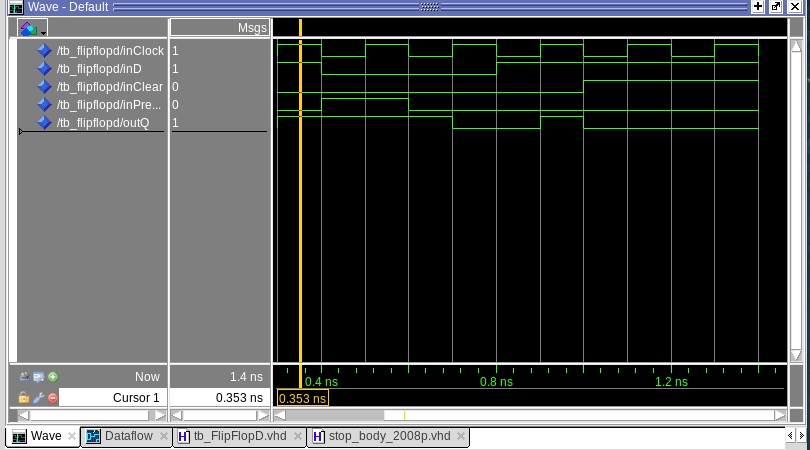 Wave - Default
Msgs
/tb_flipflopd/inClock 1
/tb_flipflopd/inD 1
/tb_flipflopd/inClear 0
/tb_flipflopd/inPre... 0
/tb_flipflopd/outQ 1
Now 1.4 ns 0.4 ns 0.8 ns 1.2 ns
Cursor 1 0.353 ns 0.353 ns
Wave Dataflow tb_FlipFlopD.vhd stop_body_2008p.vhd